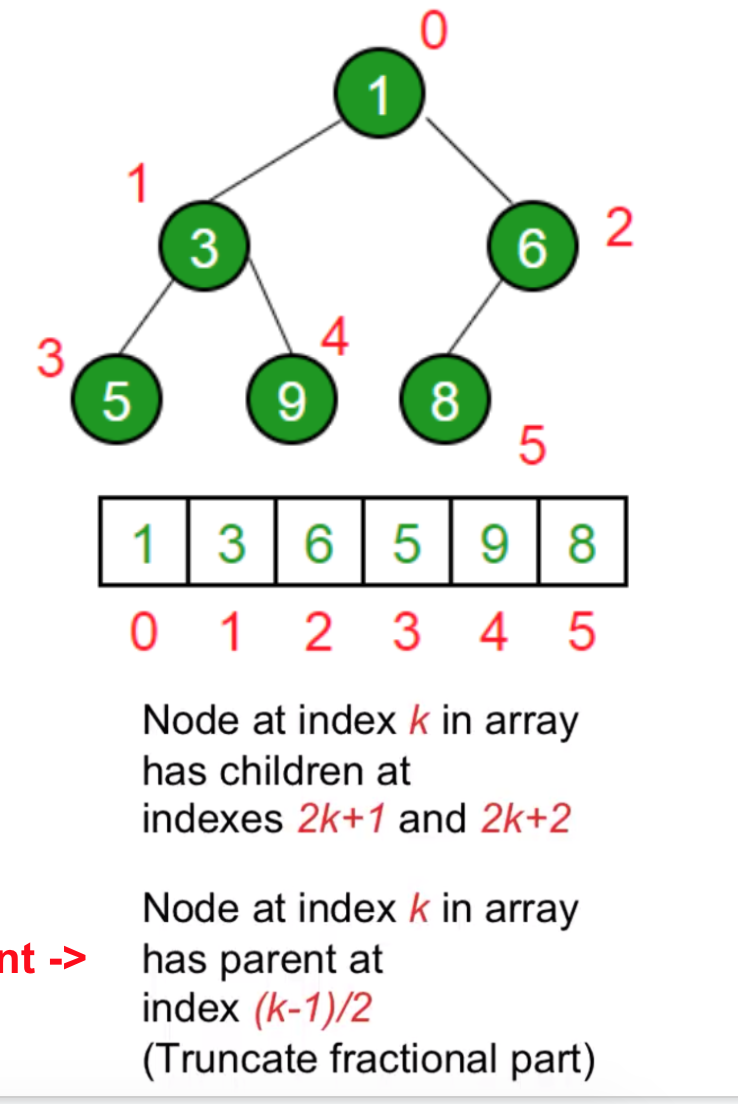 0
1
1
3
6
2
3
5
4
9
8
5
1 3 6 5 9 8
0 1 2 3 4 5
Node at index k in array
has children at
indexes 2k+1 and 2k+2
Node at index k in array
nt -> has parent at
index (k-1)/2
(Truncate fractional part)